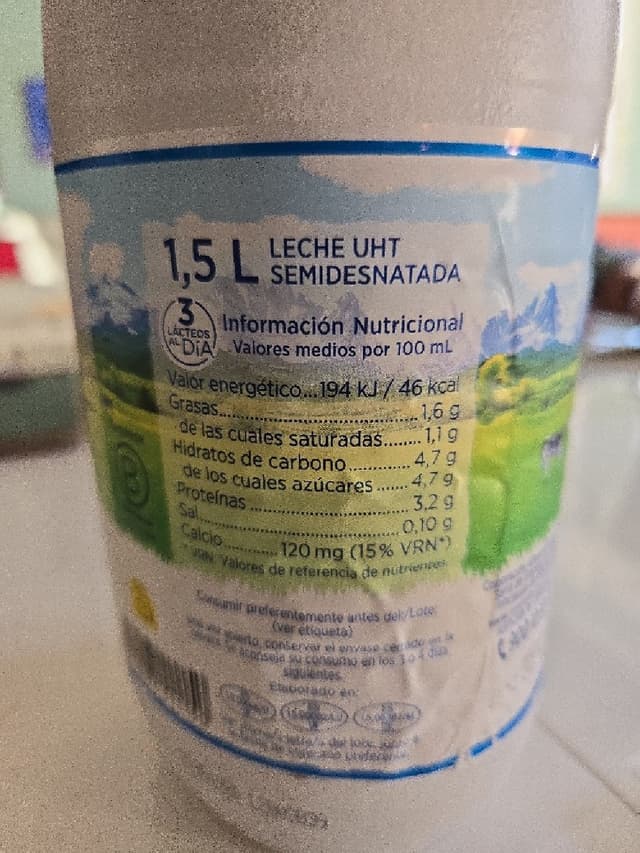 1,5 L LECHE UHT
SEMIDESNATADA
3
LÁCTEOS
AL DÍA
Información Nutricional
Valores medios por 100 mL
Valor energético...194 kJ / 46 kcal
Grasas..........................1,6 g
de las cuales saturadas........1,1 g
Hidratos de carbono............ 4,7 g
de los cuales azúcares ....... 4,7 g
Proteínas .............................. 3,2 g
Sal........................................ 0,10 g
Calcio............ 120 mg (15% VRN*)
*VRN: Valores de referencia de nutrientes
Consumir preferentemente antes del/Lote:
(ver etiqueta)
Una vez abierto, conservar el envase cerrado en la
se aconseja su consumo en los 3 o 4 días
siguientes
Elaborado en: